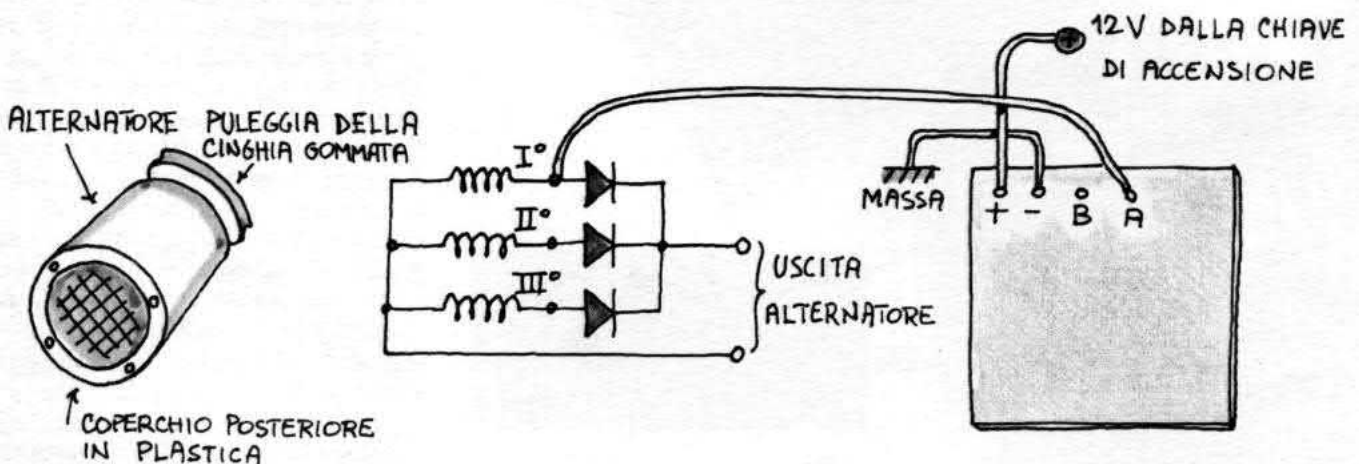 12V DALLA CHIAVE
DI ACCENSIONE
ALTERNATORE
PULEGGIA DELLA
CINGHIA GOMMATA
I°
II°
III°
MASSA
+ - B A
USCITA
ALTERNATORE
COPERCHIO POSTERIORE
IN PLASTICA